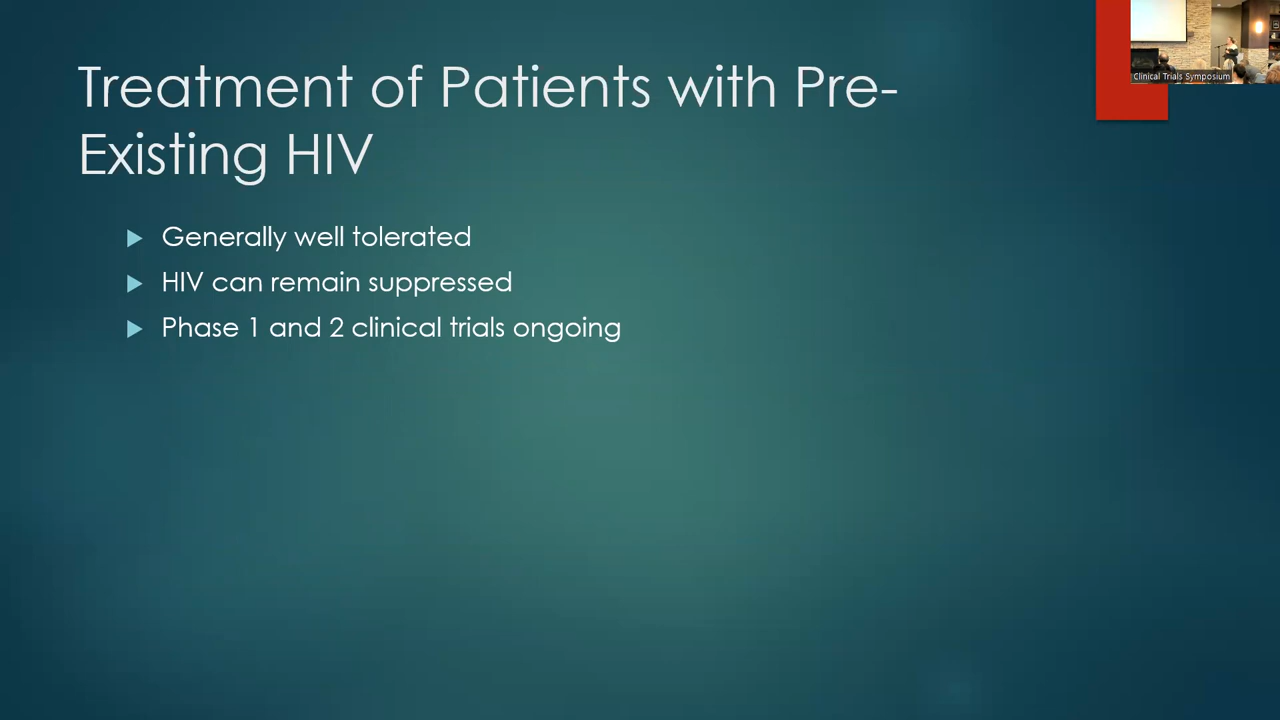 Treatment of Patients with Pre-
Existing HIV
Generally well tolerated
HIV can remain suppressed
Phase 1 and 2 clinical trials ongoing
Clinical Trials Symposium